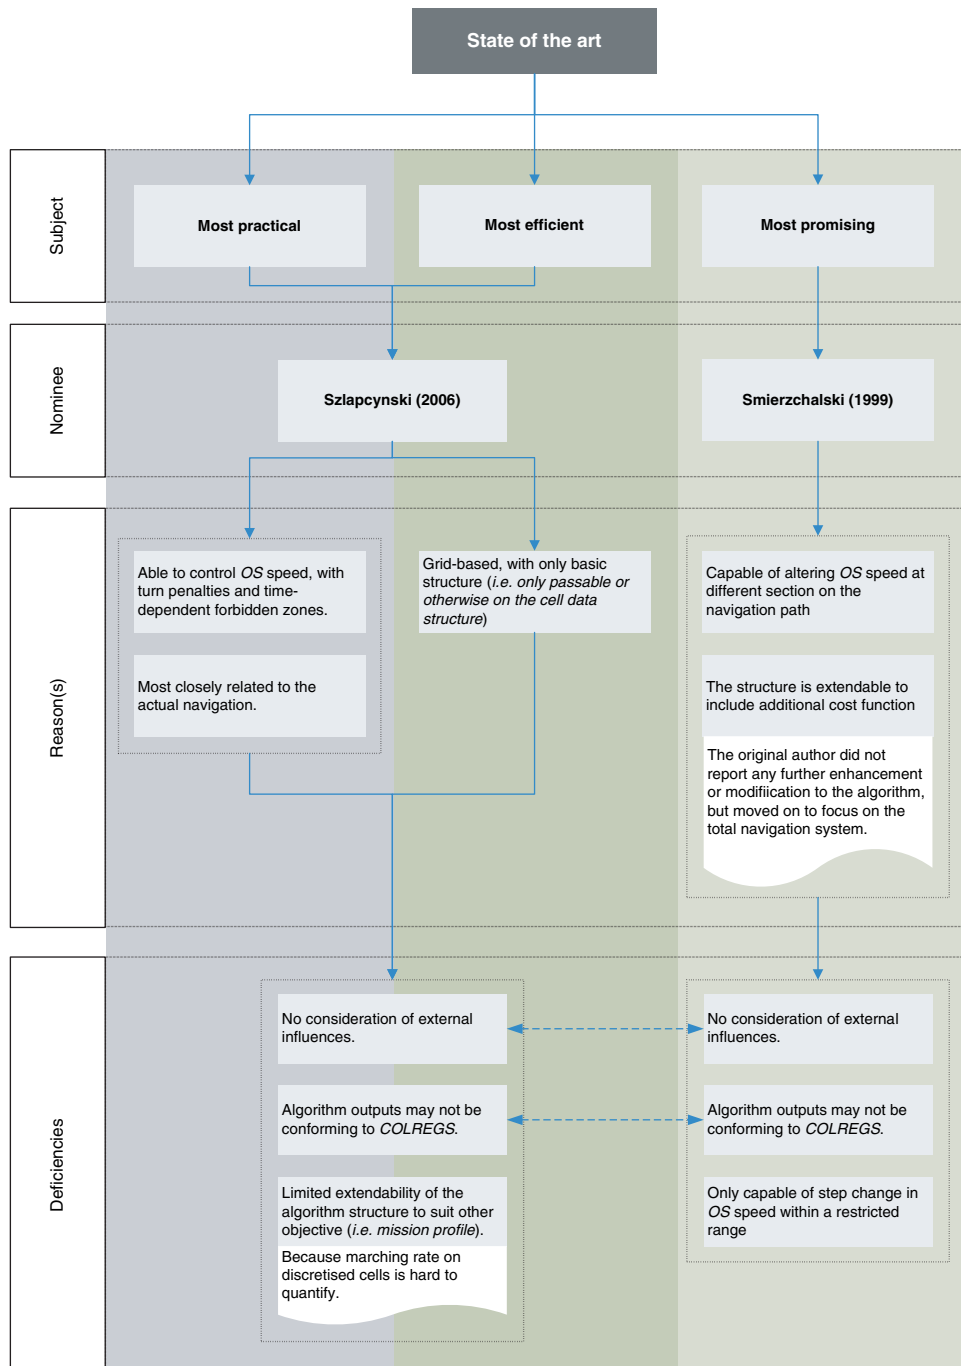 State of the art
Subject
Most practical
Most efficient
Most promising
Nominee
Szlapcynski (2006)
Smierzchalski (1999)
Reason(s)
Able to control OS speed, with
turn penalties and time-
dependent forbidden zones.
Most closely related to the
actual navigation.
Grid-based, with only basic
structure (i.e. only passable or
otherwise on the cell data
structure)
Capable of altering OS speed at
different section on the
navigation path
The structure is extendable to
include additional cost function
The original author did not
report any further enhancement
or modifiication to the algorithm,
but moved on to focus on the
total navigation system.
Deficiencies
No consideration of external
influences.
Algorithm outputs may not be
conforming to COLREGS.
Limited extendability of the
algorithm structure to suit other
objective (i.e. mission profile).
Because marching rate on
discretised cells is hard to
quantify.
No consideration of external
influences.
Algorithm outputs may not be
conforming to COLREGS.
Only capable of step change in
OS speed within a restricted
range